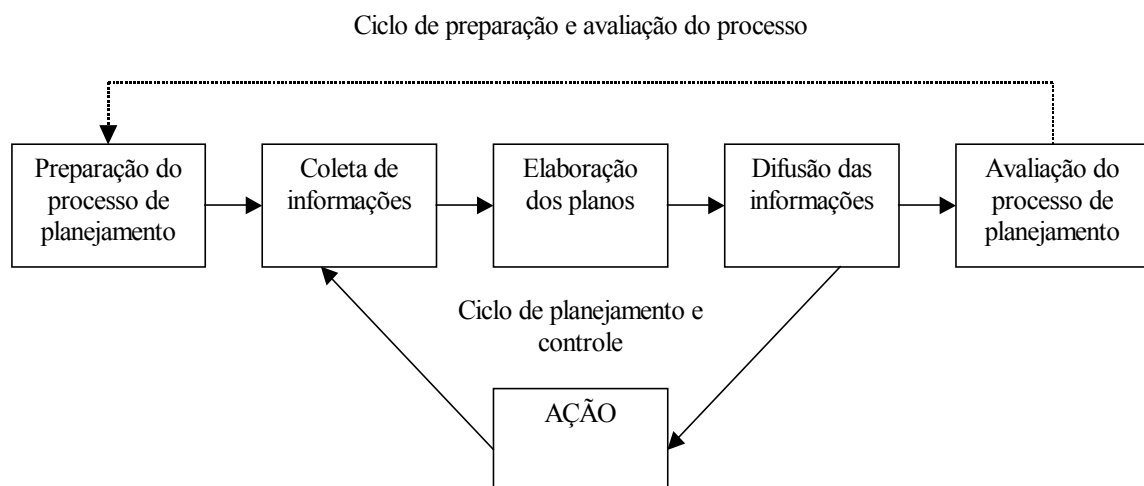 Ciclo de preparação e avaliação do processo
Preparação do
processo de
planejamento
Coleta de
informações
Elaboração
dos planos
Difusão das
informações
Avaliação do
processo de
planejamento
Ciclo de planejamento e
controle
AÇÃO